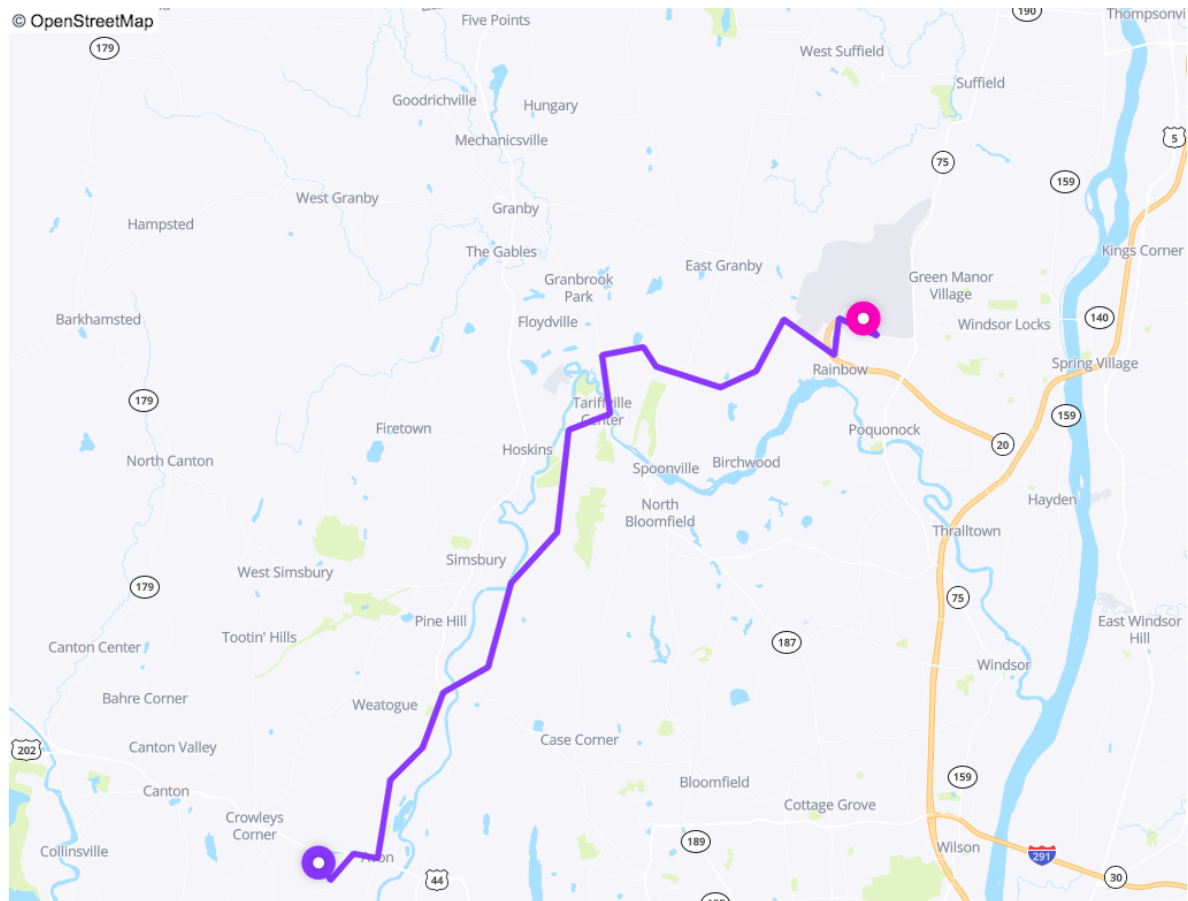 © OpenStreetMap
179
Five Points
190
Thompsonvi
West Suffield
Suffield
Goodrichville
Hungary
Mechanicsville
5
75
159
West Granby
Granby
Hampsted
The Gables
East Granby
Kings Corner
Granbrook
Park
Green Manor
Village
Barkhamsted
Floydville
140
Windsor Locks
Spring Village
Rainbow
179
Tariffville
Center
159
Firetown
Poquonock
20
Hoskins
North Canton
Birchwood
Spoonville
Hayden
North
Bloomfield
Thralltown
Simsbury
West Simsbury
179
75
Pine Hill
East Windsor
Hill
Tootin' Hills
187
Canton Center
Windsor
Bahre Corner
Weatogue
202
Canton Valley
Case Corner
Bloomfield
159
Canton
Cottage Grove
Crowleys
Corner
189
Wilson
Collinsville
Avon
291
44
30